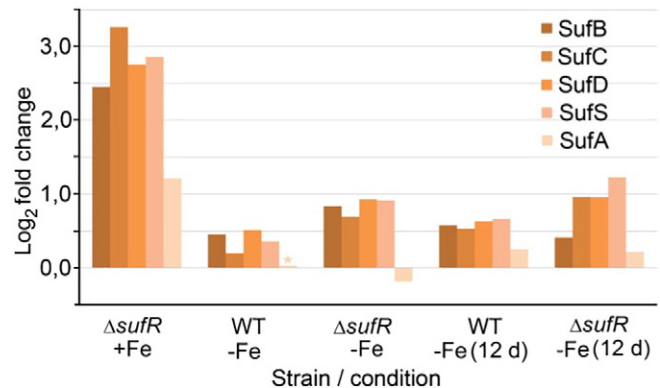 Log₂ fold change
3,0
2,0
1,0
0,0
SufB
SufC
SufD
SufS
SufA
*
ΔsufR
+Fe
WT
-Fe
ΔsufR
-Fe
WT
-Fe (12 d)
ΔsufR
-Fe (12 d)
Strain / condition